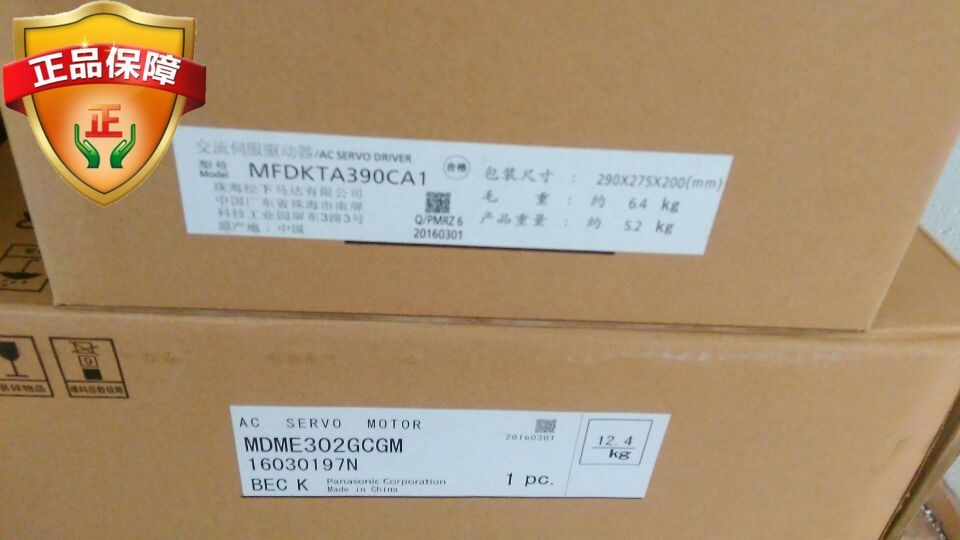 正品保障
正
交流伺服驱动器/AC SERVO DRIVER
型号 Model MFDKTA390CA1 合格
珠海松下马达有限公司
中国广东省珠海市南屏
科技工业园屏东3路3号
原产地：中国
Q/PMRZ 6
20160301
包装尺寸 : 290X275X200(mm)
毛 重 : 约 6.4 kg
产品重量 : 约 5.2 kg
9
AC SERVO MOTOR
MDME302GCGM
16030197N
BEC K Panasonic Corporation
Made in China
20160301
1 pc.
12.4
kg